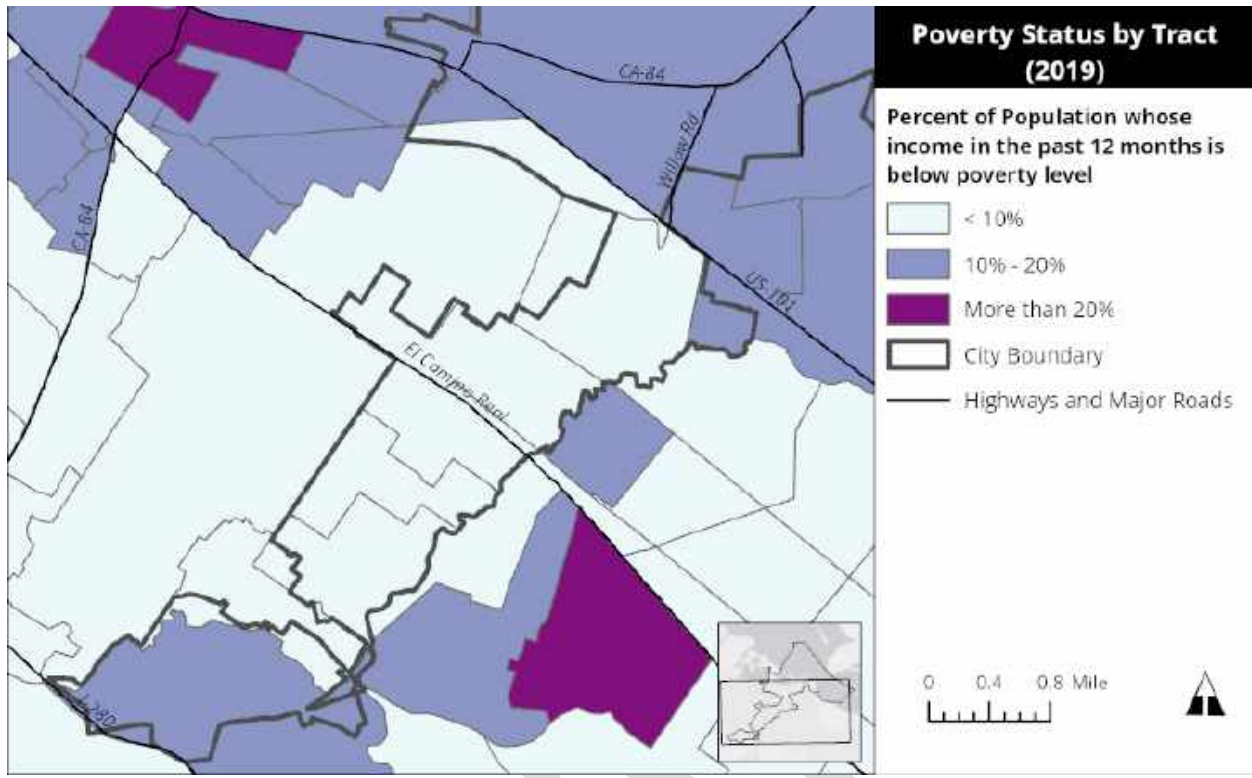 Poverty Status by Tract
(2019)
Percent of Population whose
income in the past 12 months is
below poverty level
< 10%
10% - 20%
More than 20%
City Boundary
Highways and Major Roads
0 0.4 0.8 Mile
CA-84
Willow Rd
CA-84
US-101
El Camino Real
I-280